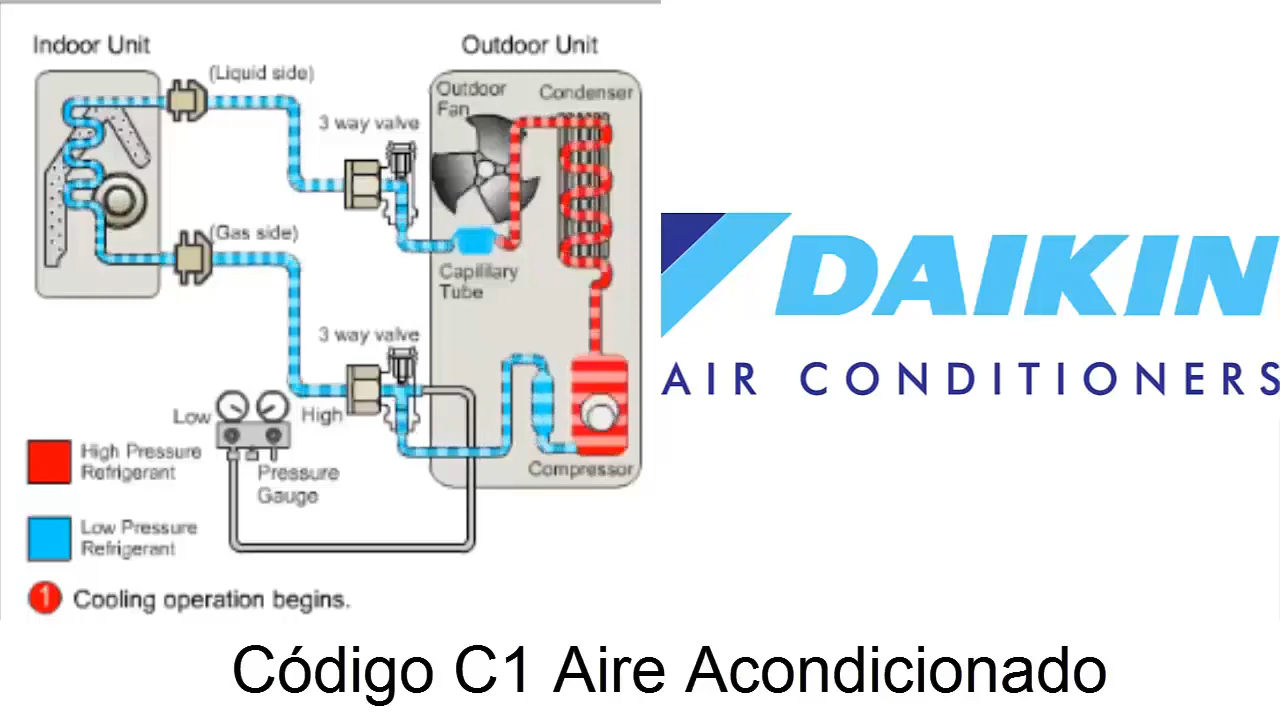 Indoor Unit
Outdoor Unit
(Liquid side)
Outdoor
Fan
Condenser
3 way valve
(Gas side)
Capilliary
Tube
3 way valve
Low
High
Compressor
Pressure
Gauge
High Pressure
Refrigerant
Low Pressure
Refrigerant
1 Cooling operation begins.
DAIKIN
AIR CONDITIONERS
Código C1 Aire Acondicionado